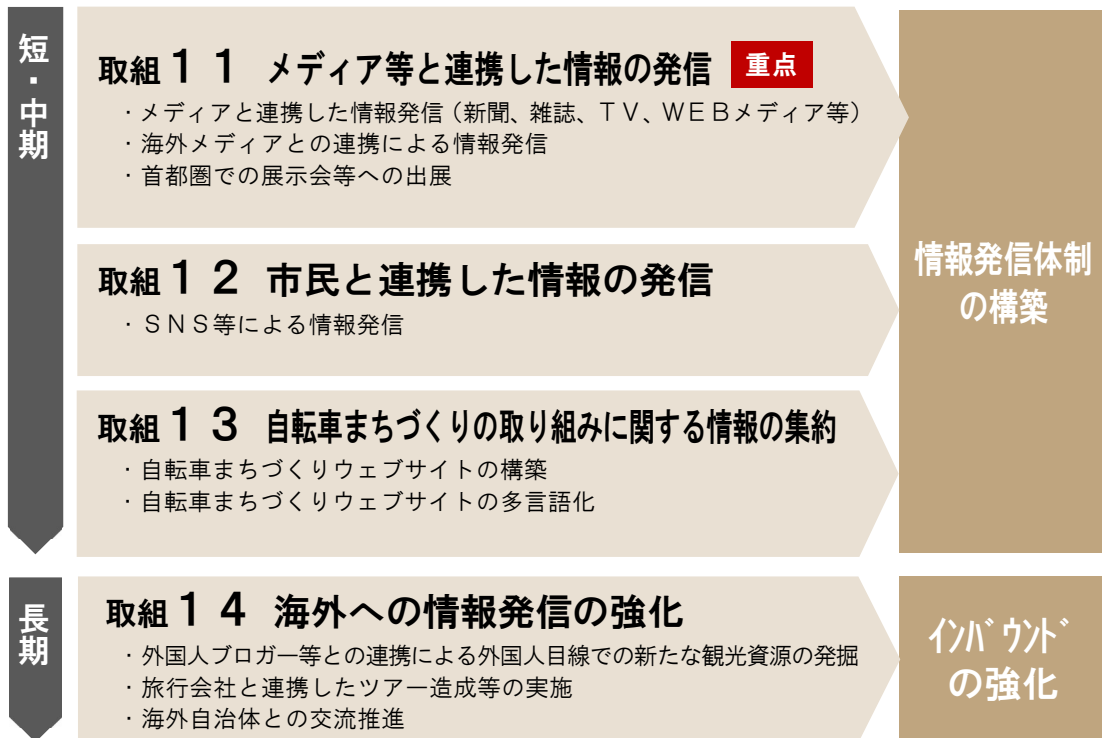 短・中期
取組１１ メディア等と連携した情報の発信 重点
・メディアと連携した情報発信（新聞、雑誌、ＴＶ、ＷＥＢメディア等）
・海外メディアとの連携による情報発信
・首都圏での展示会等への出展
取組１２ 市民と連携した情報の発信
・ＳＮＳ等による情報発信
取組１３ 自転車まちづくりの取り組みに関する情報の集約
・自転車まちづくりウェブサイトの構築
・自転車まちづくりウェブサイトの多言語化
情報発信体制
の構築
長期
取組１４ 海外への情報発信の強化
・外国人ブロガー等との連携による外国人目線での新たな観光資源の発掘
・旅行会社と連携したツアー造成等の実施
・海外自治体との交流推進
ｲﾝﾊﾞｳﾝﾄﾞ
の強化